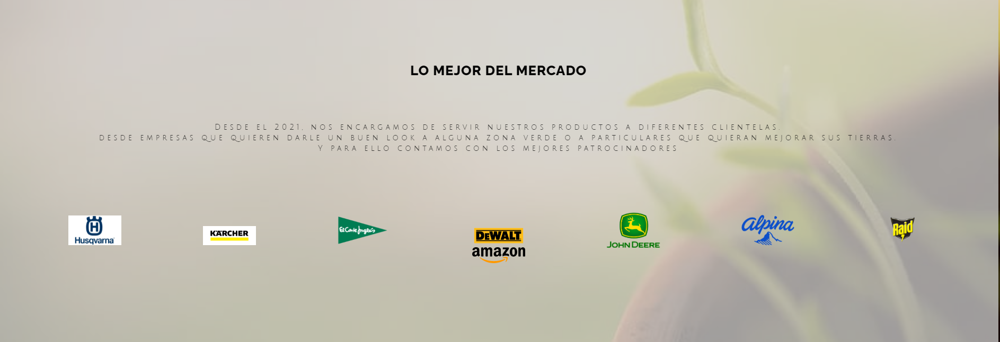 LO MEJOR DEL MERCADO
Desde el 2021, nos encargamos de servir nuestros productos a diferentes clientelas.
desde empresas que quieren darle un buen look a alguna zona verde o a particulares que quieran mejorar sus tierras.
Y para ello contamos con los mejores patrocinadores
Husqvarna
KÄRCHER
El Corte Inglés
DEWALT
amazon
JOHN DEERE
alpina
Raid